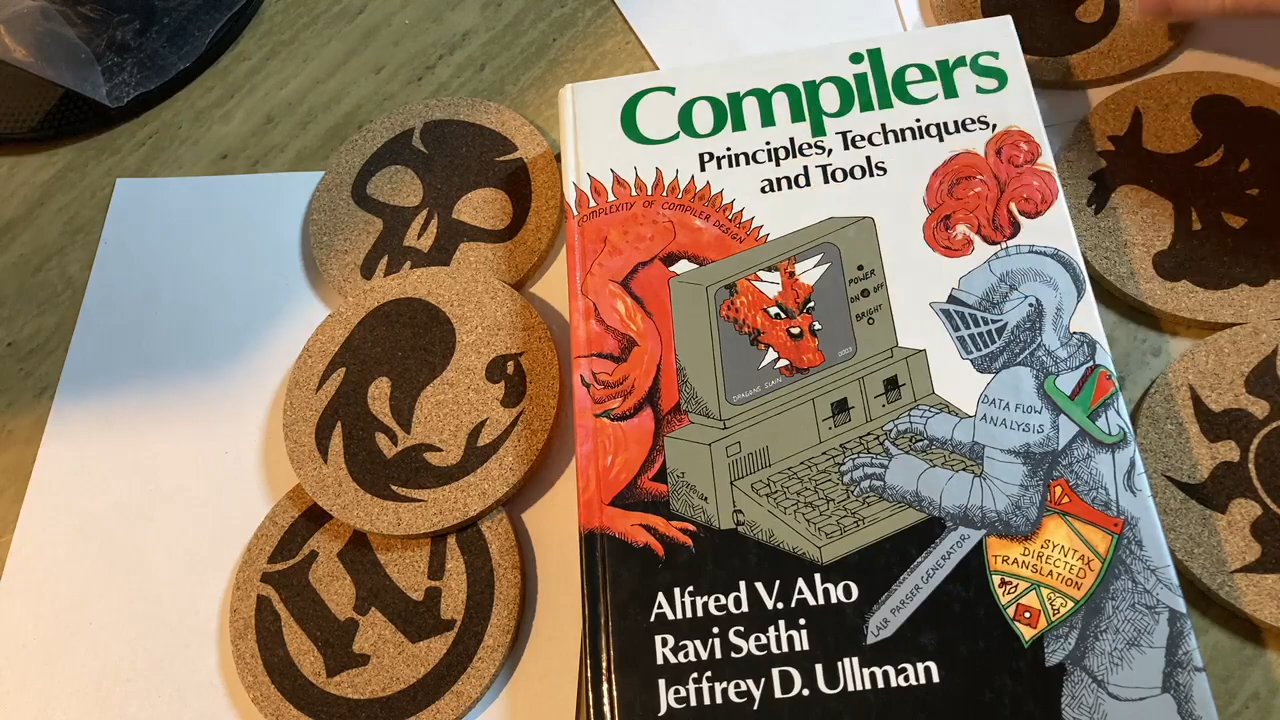 Compilers
Principles, Techniques,
and Tools
COMPLEXITY OF COMPILER DESIGN
POWER
ON OFF
BRIGHT
DRAGONS SLAIN 0003
DATA FLOW
ANALYSIS
SYNTAX
DIRECTED
TRANSLATION
LALR PARSER GENERATOR
Alfred V. Aho
Ravi Sethi
Jeffrey D. Ullman